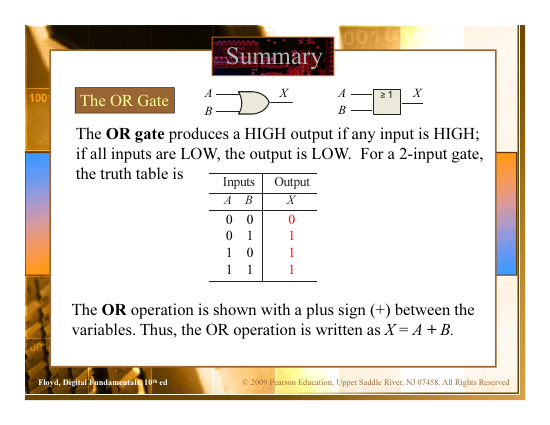 Summary
The OR Gate
A
B
X
A
B
≥ 1
X
The OR gate produces a HIGH output if any input is HIGH;
if all inputs are LOW, the output is LOW. For a 2-input gate,
the truth table is
Inputs Output
A B X
0 0 0
0 1 1
1 0 1
1 1 1
The OR operation is shown with a plus sign (+) between the
variables. Thus, the OR operation is written as X = A + B.
Floyd, Digital Fundamentals, 10th ed
© 2009 Pearson Education, Upper Saddle River, NJ 07458. All Rights Reserved